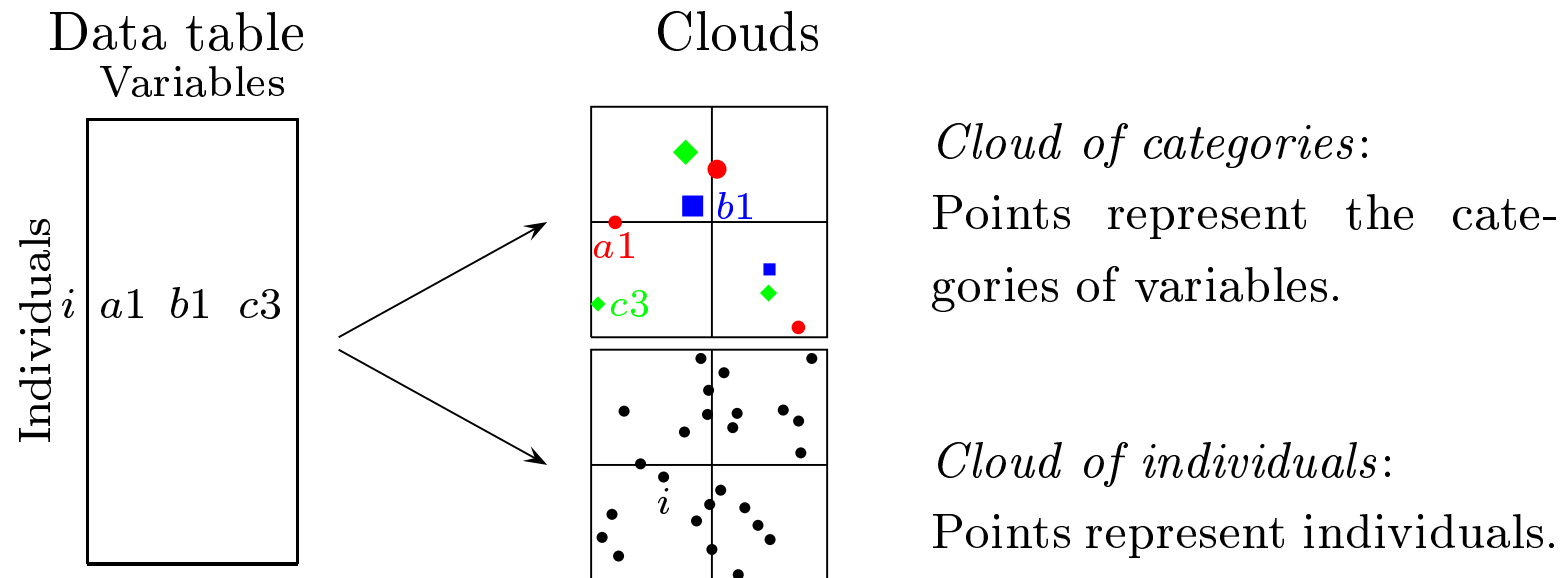 Data table
Variables
Individuals
i a1 b1 c3
Clouds
b1
a1
c3
i
Cloud of categories:
Points represent the cate-
gories of variables.
Cloud of individuals:
Points represent individuals.